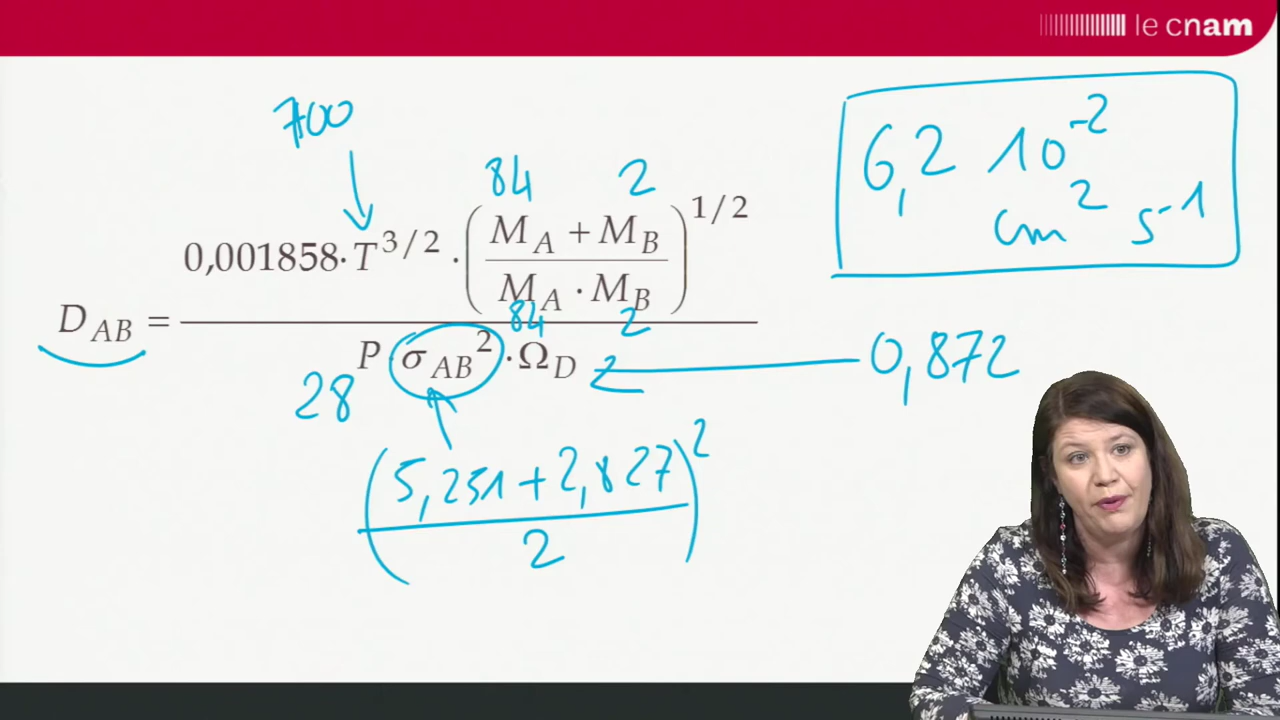 le cnam
700
84 2
D_AB = 0,001858·T^{3/2}·((M_A + M_B)/(M_A · M_B))^{1/2} / (P σ_AB^2 · Ω_D)
84 2
28
0,872
((5,251+2,827)/2)^2
6,2 10^{-2}
cm^2 s^{-1}